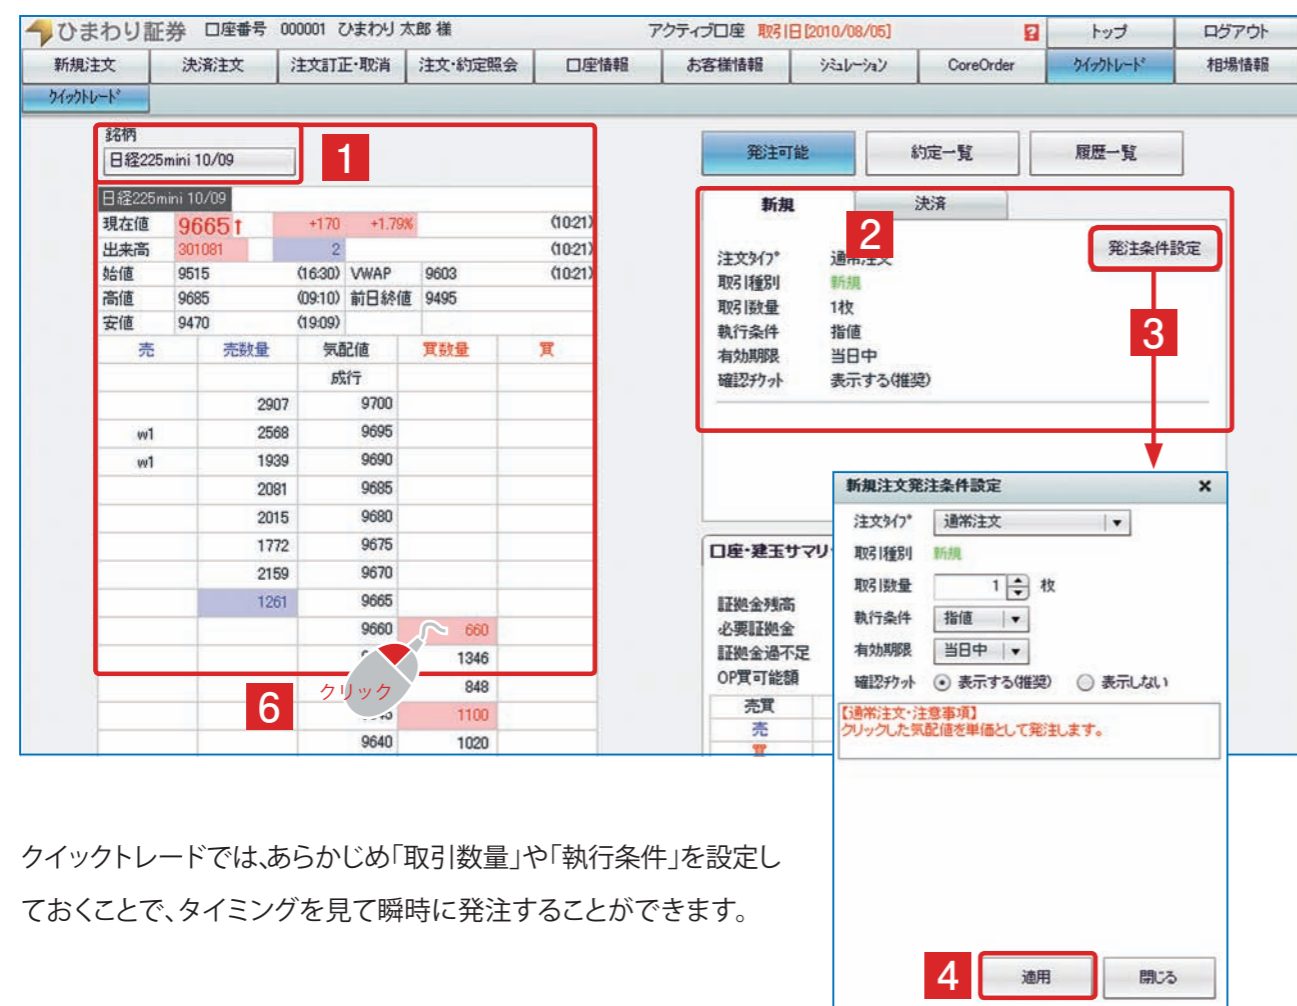 ひまわり証券 口座番号 000001 ひまわり 太郎 様 アクティブ口座 取引日[2010/08/05] ? トップ ログアウト
新規注文 決済注文 注文訂正・取消 注文・約定照会 口座情報 お客様情報 シミュレーション CoreOrder クイックトレード 相場情報
クイックトレード
銘柄
日経225mini 10/09
1
日経225mini 10/09
現在値 9665↑ +170 +1.79% (10:21)
出来高 301081 2 (10:21)
始値 9515 (16:30) VWAP 9603 (10:21)
高値 9685 (09:10) 前日終値 9495
安値 9470 (19:09)
売 売数量 気配値 買数量 買
成行
2907 9700
w1 2568 9695
w1 1939 9690
2081 9685
2015 9680
1772 9675
2159 9670
1261 9665
9660 660
1346
848
1100
9640 1020
クリック
6
発注可能 約定一覧 履歴一覧
新規 決済
2
発注条件設定
注文タイプ 通常注文
取引種別 新規
取引数量 1枚
執行条件 指値
有効期限 当日中
確認チケット 表示する(推奨)
3
口座・建玉サマリ
証拠金残高
必要証拠金
証拠金過不足
OP買可能額
売買
売
買
新規注文発注条件設定 ×
注文タイプ 通常注文 ▼
取引種別 新規
取引数量 1 枚
執行条件 指値 ▼
有効期限 当日中 ▼
確認チケット 表示する(推奨) 表示しない
【通常注文・注意事項】
クリックした気配値を単価として発注します。
4 適用 閉じる
クイックトレードでは、あらかじめ「取引数量」や「執行条件」を設定し
ておくことで、タイミングを見て瞬時に発注することができます。